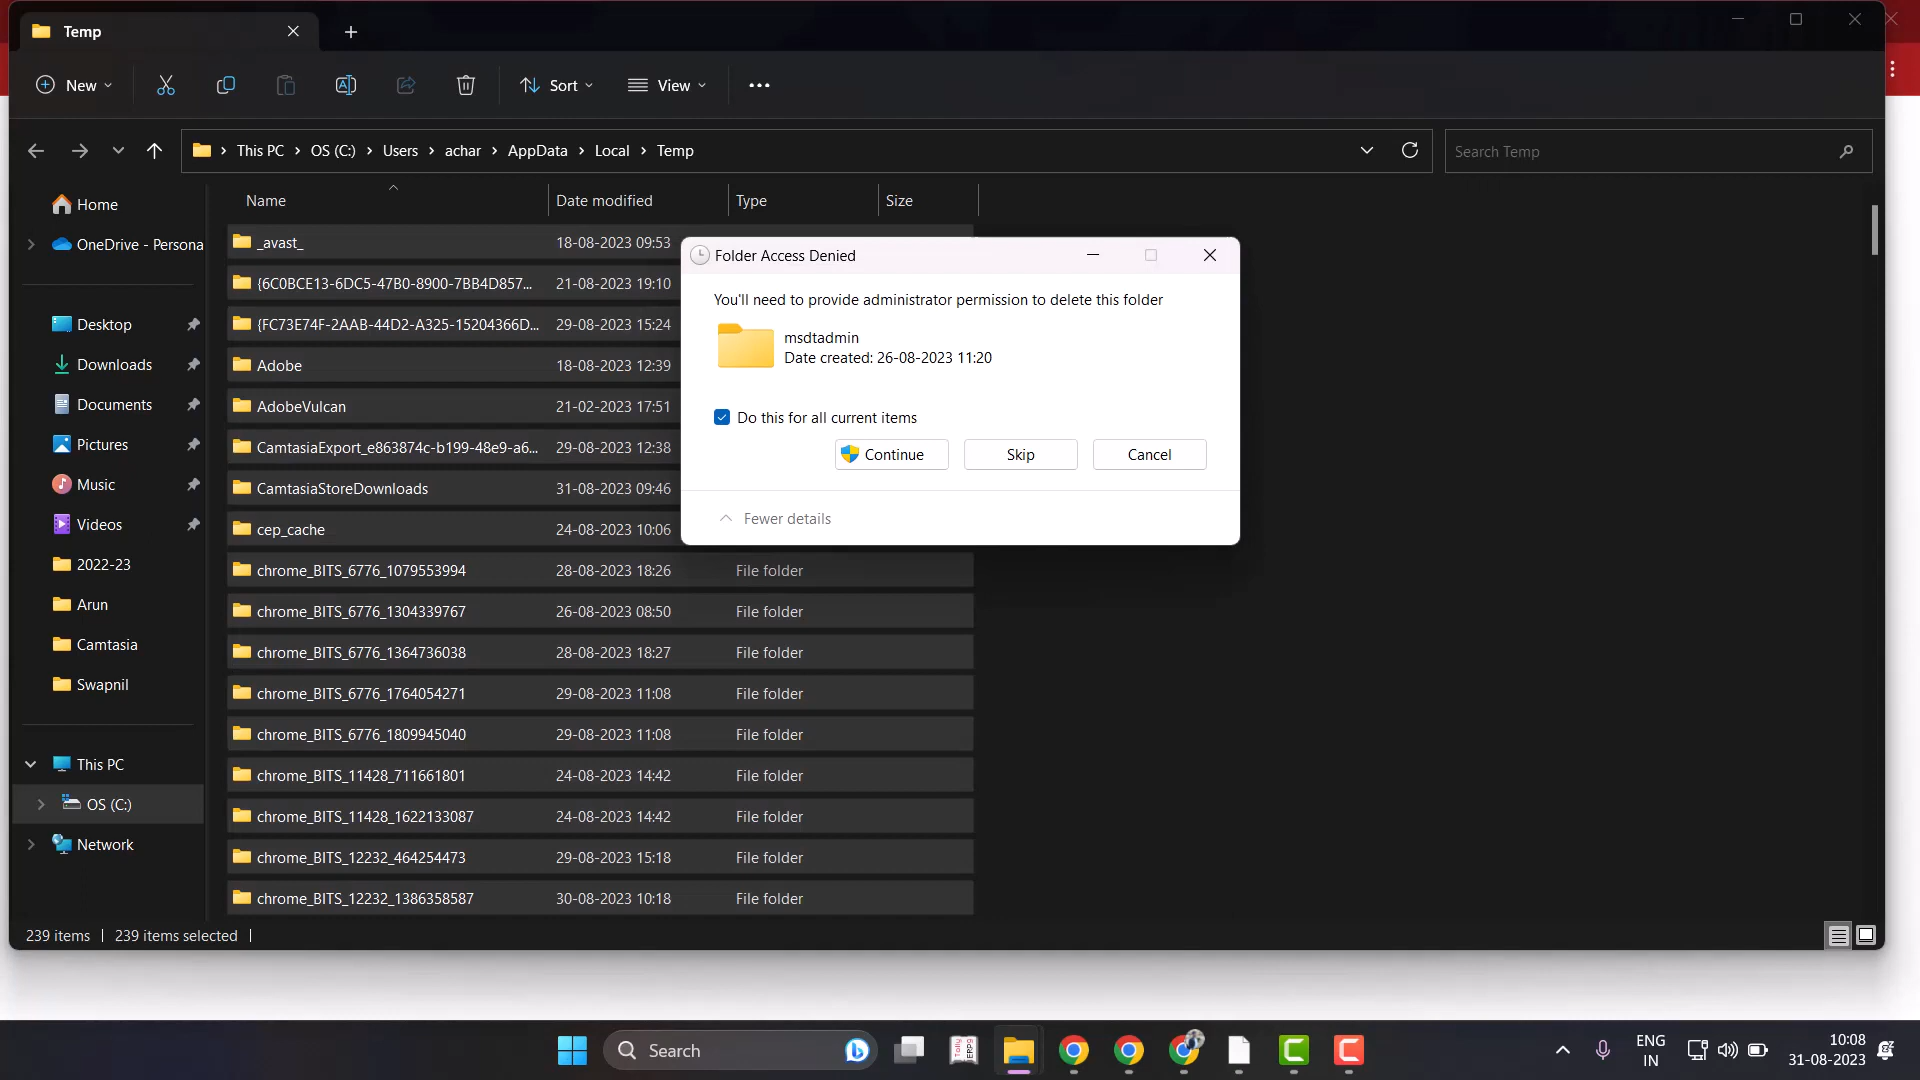 Temp
New
Sort
View
This PC
OS (C:)
Users
achar
AppData
Local
Temp
Search Temp
Home
OneDrive - Persona
Desktop
Downloads
Documents
Pictures
Music
Videos
2022-23
Arun
Camtasia
Swapnil
This PC
OS (C:)
Network
Name
Date modified
Type
Size
_avast_ 18-08-2023 09:53
{6C0BCE13-6DC5-47B0-8900-7BB4D857... 21-08-2023 19:10
{FC73E74F-2AAB-44D2-A325-15204366D... 29-08-2023 15:24
Adobe 18-08-2023 12:39
AdobeVulcan 21-02-2023 17:51
CamtasiaExport_e863874c-b199-48e9-a6... 29-08-2023 12:38
CamtasiaStoreDownloads 31-08-2023 09:46
cep_cache 24-08-2023 10:06
chrome_BITS_6776_1079553994 28-08-2023 18:26 File folder
chrome_BITS_6776_1304339767 26-08-2023 08:50 File folder
chrome_BITS_6776_1364736038 28-08-2023 18:27 File folder
chrome_BITS_6776_1764054271 29-08-2023 11:08 File folder
chrome_BITS_6776_1809945040 29-08-2023 11:08 File folder
chrome_BITS_11428_711661801 24-08-2023 14:42 File folder
chrome_BITS_11428_1622133087 24-08-2023 14:42 File folder
chrome_BITS_12232_464254473 29-08-2023 15:18 File folder
chrome_BITS_12232_1386358587 30-08-2023 10:18 File folder
Folder Access Denied
You'll need to provide administrator permission to delete this folder
msdtadmin
Date created: 26-08-2023 11:20
Do this for all current items
Continue
Skip
Cancel
Fewer details
239 items
239 items selected
Search
Tally
ERP9
ENG
IN
10:08
31-08-2023